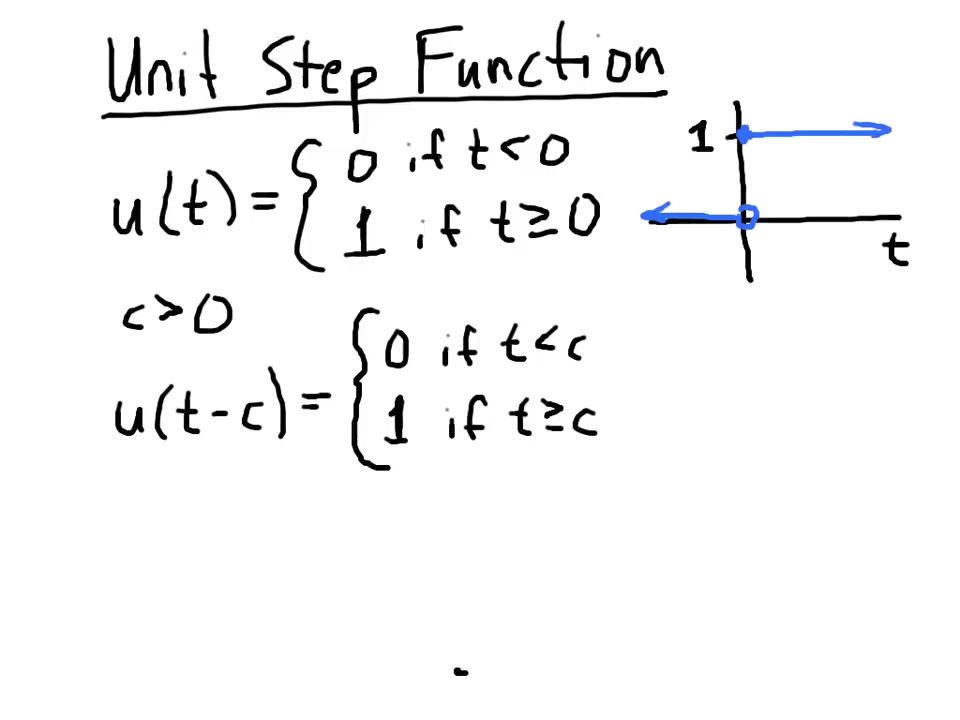 Unit Step Function
u(t) = { 0 if t < 0
1 if t ≥ 0
1
t
c > 0
u(t - c) = { 0 if t < c
1 if t ≥ c